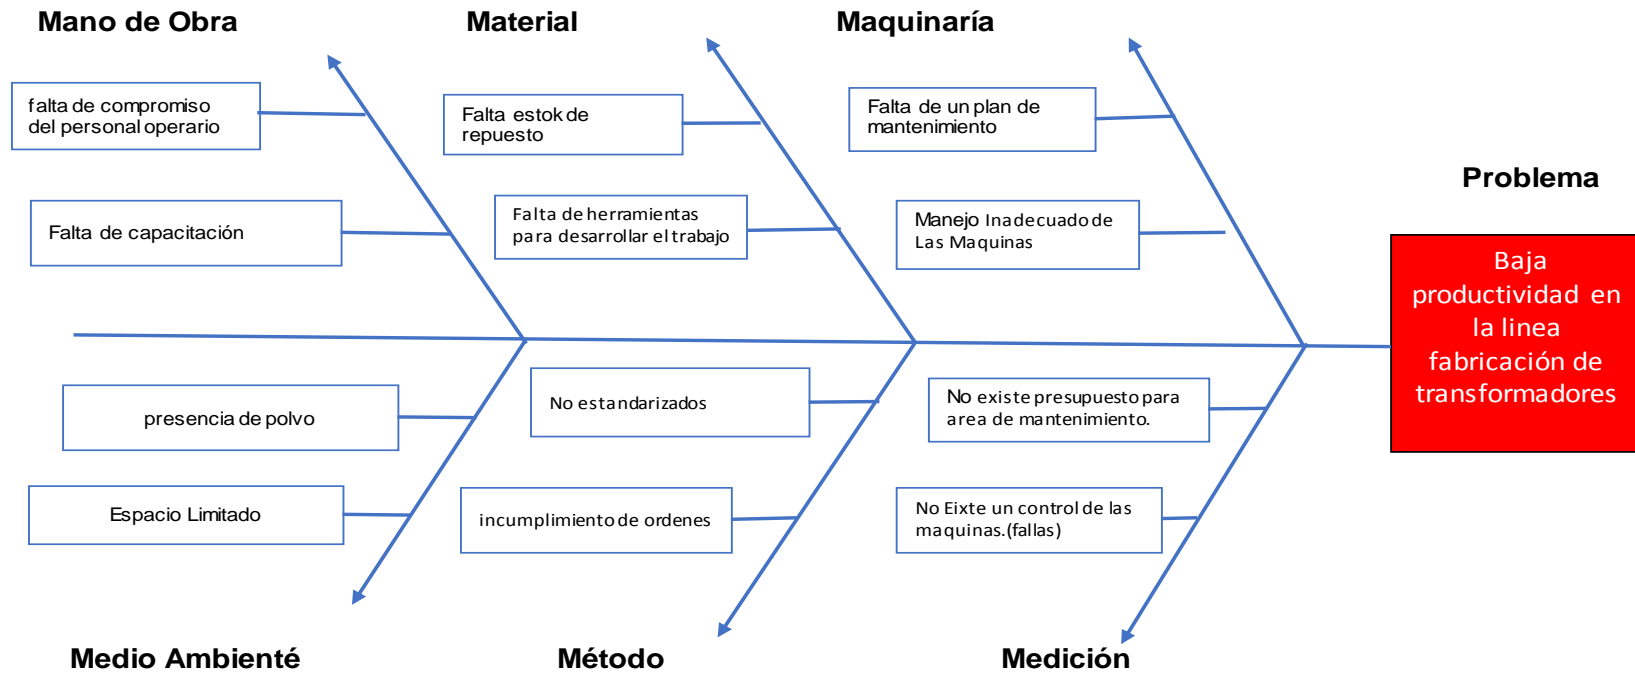 Mano de Obra
Material
Maquinaría
falta de compromiso
del personal operario
Falta estok de
repuesto
Falta de un plan de
mantenimiento
Falta de capacitación
Falta de herramientas
para desarrollar el trabajo
Manejo Inadecuado de
Las Maquinas
Problema
Baja
productividad en
la linea
fabricación de
transformadores
presencia de polvo
No estandarizados
No existe presupuesto para
area de mantenimiento.
Espacio Limitado
incumplimiento de ordenes
No Eixte un control de las
maquinas.(fallas)
Medio Ambienté
Método
Medición